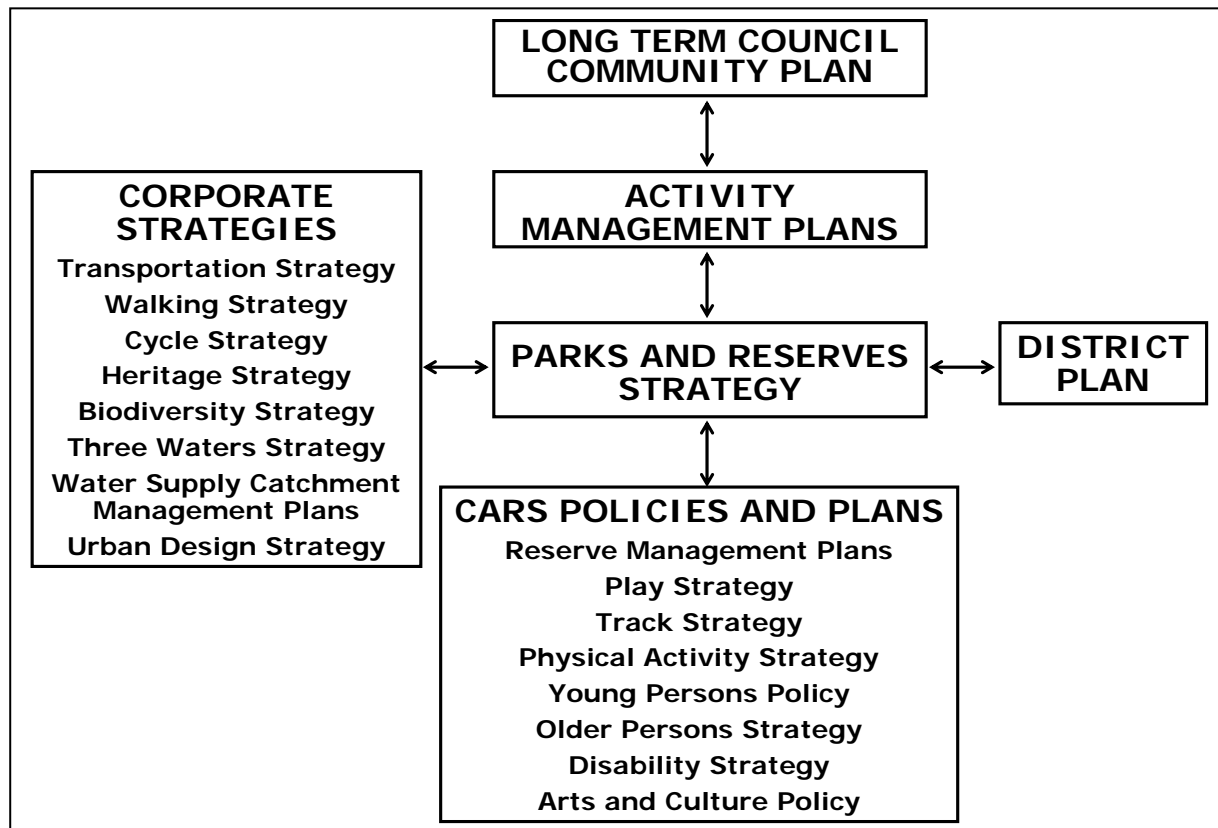 LONG TERM COUNCIL
COMMUNITY PLAN
CORPORATE
STRATEGIES
Transportation Strategy
Walking Strategy
Cycle Strategy
Heritage Strategy
Biodiversity Strategy
Three Waters Strategy
Water Supply Catchment
Management Plans
Urban Design Strategy
ACTIVITY
MANAGEMENT PLANS
PARKS AND RESERVES
STRATEGY
DISTRICT
PLAN
CARS POLICIES AND PLANS
Reserve Management Plans
Play Strategy
Track Strategy
Physical Activity Strategy
Young Persons Policy
Older Persons Strategy
Disability Strategy
Arts and Culture Policy